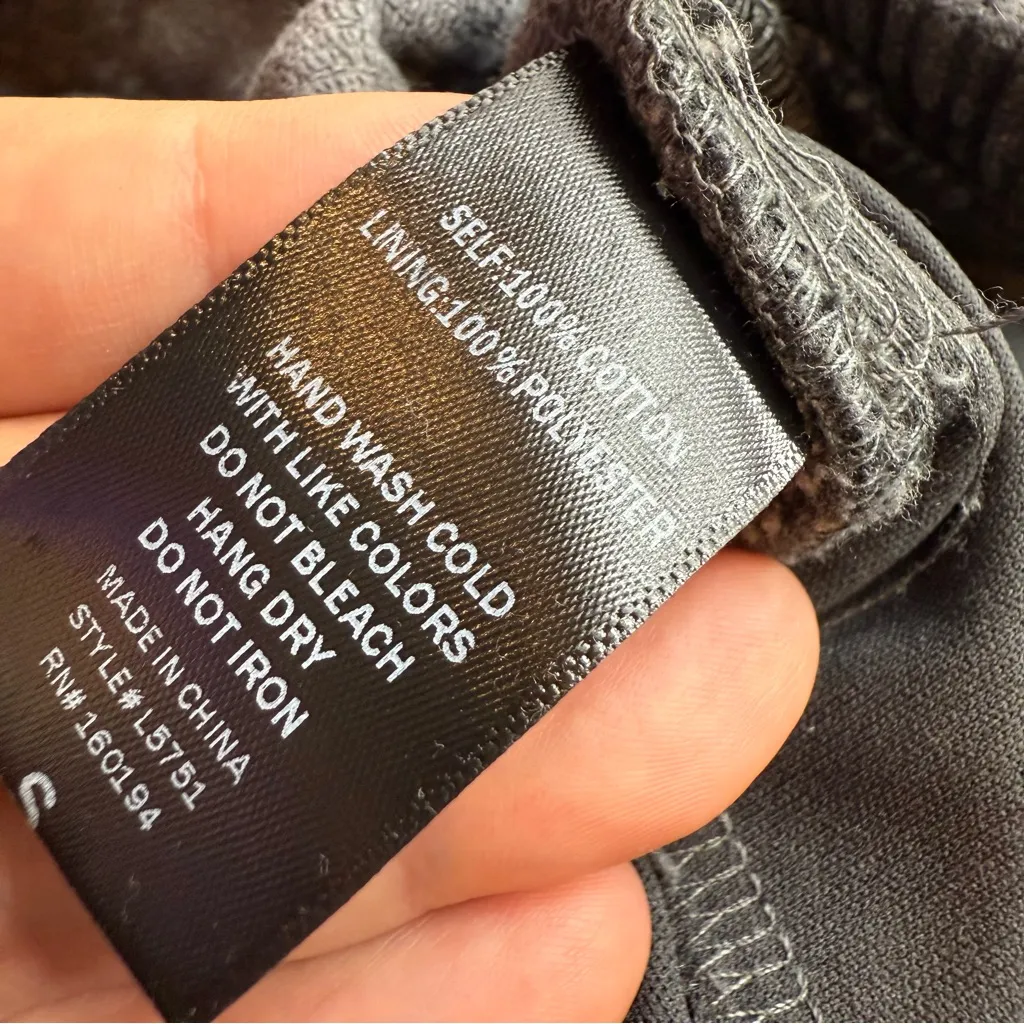 SELF:100% COTTON
LINING:100%POLYESTER
HAND WASH COLD
WITH LIKE COLORS
DO NOT BLEACH
HANG DRY
DO NOT IRON
MADE IN CHINA
STYLE# L5751
RN# 160194
S